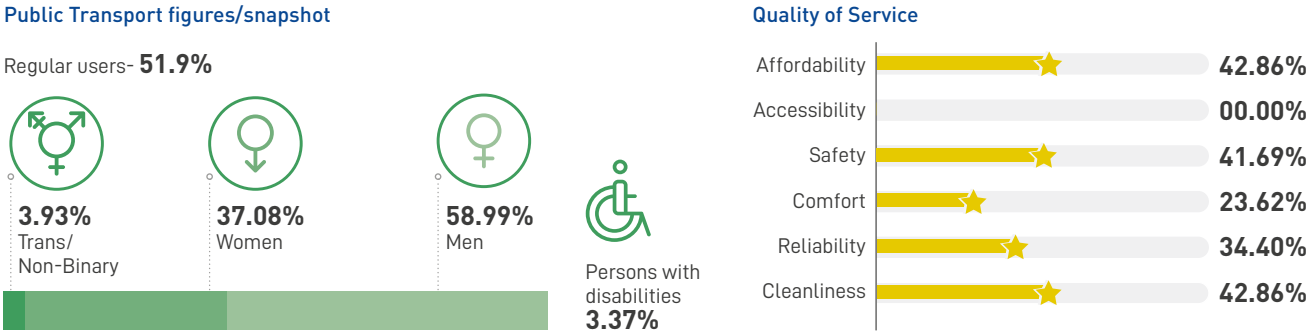 Public Transport figures/snapshot
Regular users- 51.9%
3.93%
Trans/
Non-Binary
37.08%
Women
58.99%
Men
Persons with
disabilities
3.37%
Quality of Service
Affordability 42.86%
Accessibility 00.00%
Safety 41.69%
Comfort 23.62%
Reliability 34.40%
Cleanliness 42.86%